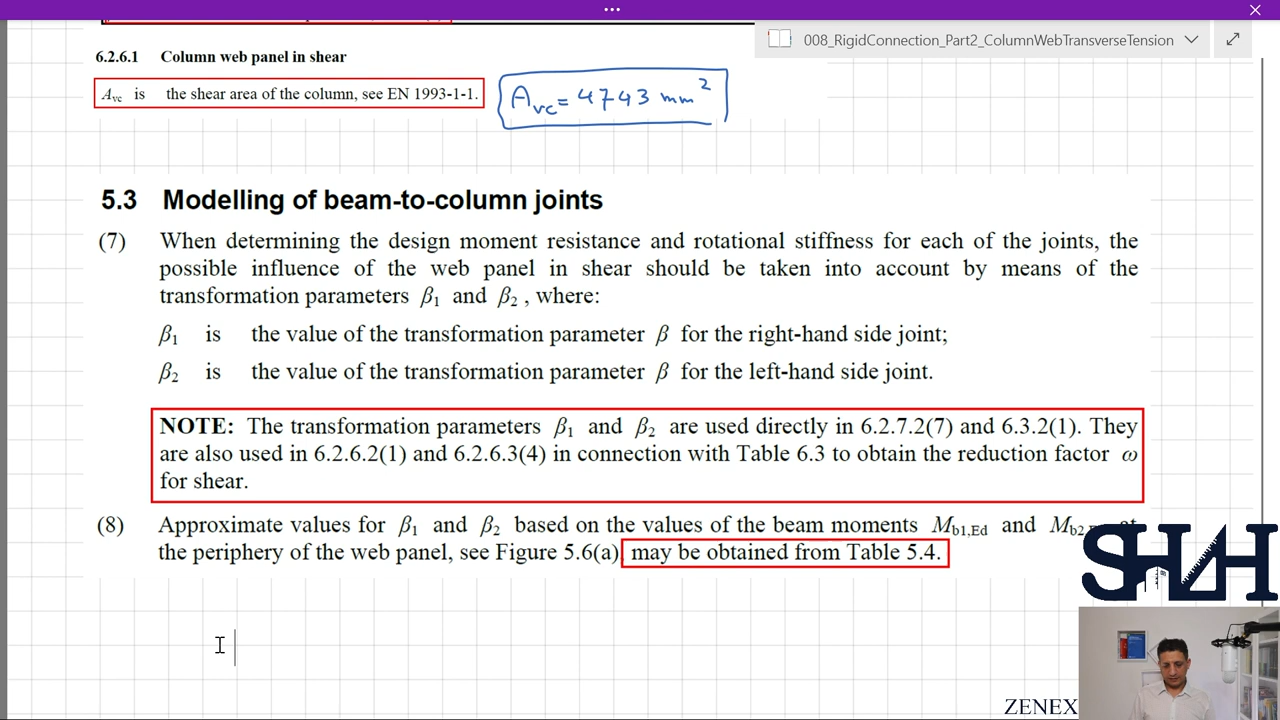 008_RigidConnection_Part2_ColumnWebTransverseTension
6.2.6.1 Column web panel in shear
Avc is the shear area of the column, see EN 1993-1-1.
Avc = 4743 mm²
5.3 Modelling of beam-to-column joints
(7) When determining the design moment resistance and rotational stiffness for each of the joints, the
possible influence of the web panel in shear should be taken into account by means of the
transformation parameters β1 and β2 , where:
β1 is the value of the transformation parameter β for the right-hand side joint;
β2 is the value of the transformation parameter β for the left-hand side joint.
NOTE: The transformation parameters β1 and β2 are used directly in 6.2.7.2(7) and 6.3.2(1). They
are also used in 6.2.6.2(1) and 6.2.6.3(4) in connection with Table 6.3 to obtain the reduction factor ω
for shear.
(8) Approximate values for β1 and β2 based on the values of the beam moments Mb1,Ed and Mb2,E at
the periphery of the web panel, see Figure 5.6(a) may be obtained from Table 5.4.
ZENEX